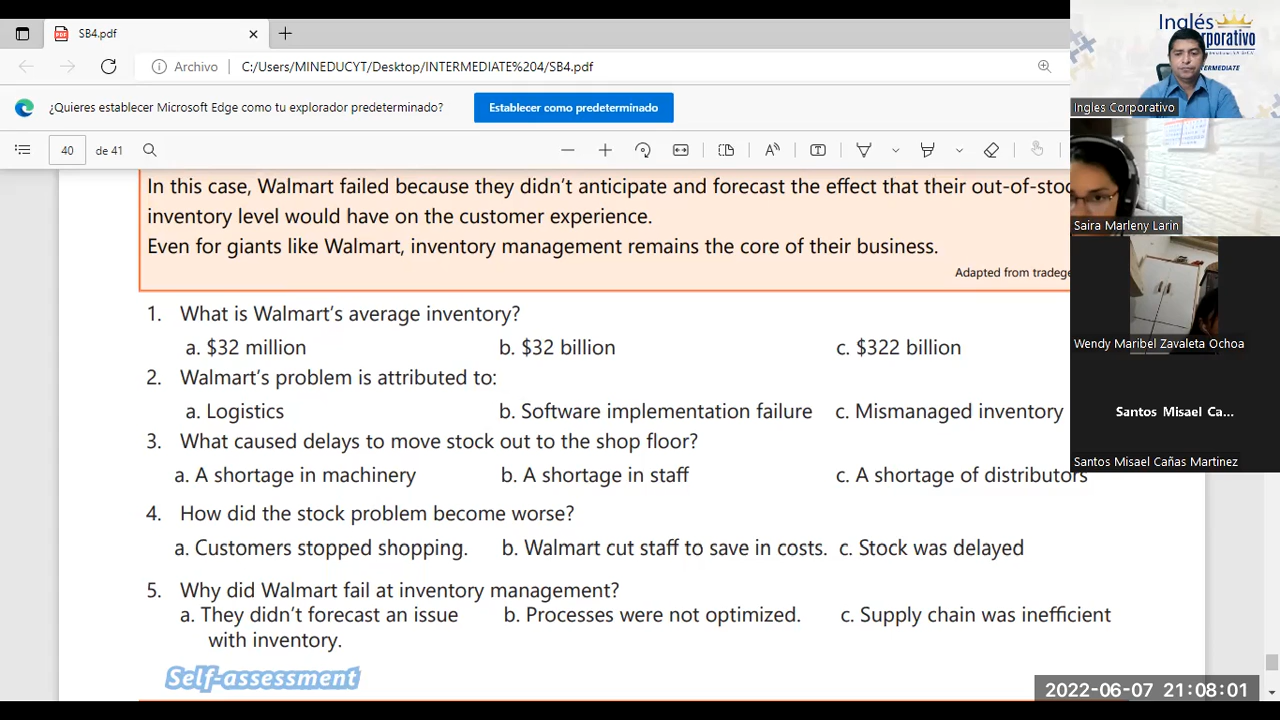 SB4.pdf
Archivo C:/Users/MINEDUCYT/Desktop/INTERMEDIATE%204/SB4.pdf
¿Quieres establecer Microsoft Edge como tu explorador predeterminado? Establecer como predeterminado
40 de 41
In this case, Walmart failed because they didn't anticipate and forecast the effect that their
inventory level would have on the customer experience.
Even for giants like Walmart, inventory management remains the core of their business.
Adapted from
1. What is Walmart's average inventory?
a. $32 million b. $32 billion c. $322 billion
2. Walmart's problem is attributed to:
a. Logistics b. Software implementation failure c. Mismanaged inventory
3. What caused delays to move stock out to the shop floor?
a. A shortage in machinery b. A shortage in staff c. A shortage of distributors
4. How did the stock problem become worse?
a. Customers stopped shopping. b. Walmart cut staff to save in costs. c. Stock was delayed
5. Why did Walmart fail at inventory management?
a. They didn't forecast an issue b. Processes were not optimized. c. Supply chain was inefficient
with inventory.
Self-assessment
Inglés
Ingles Corporativo
Saira Marleny Larin
Wendy Maribel Zavaleta Ochoa
Santos Misael Ca...
Santos Misael Cañas Martinez
2022-06-07 21:08:01